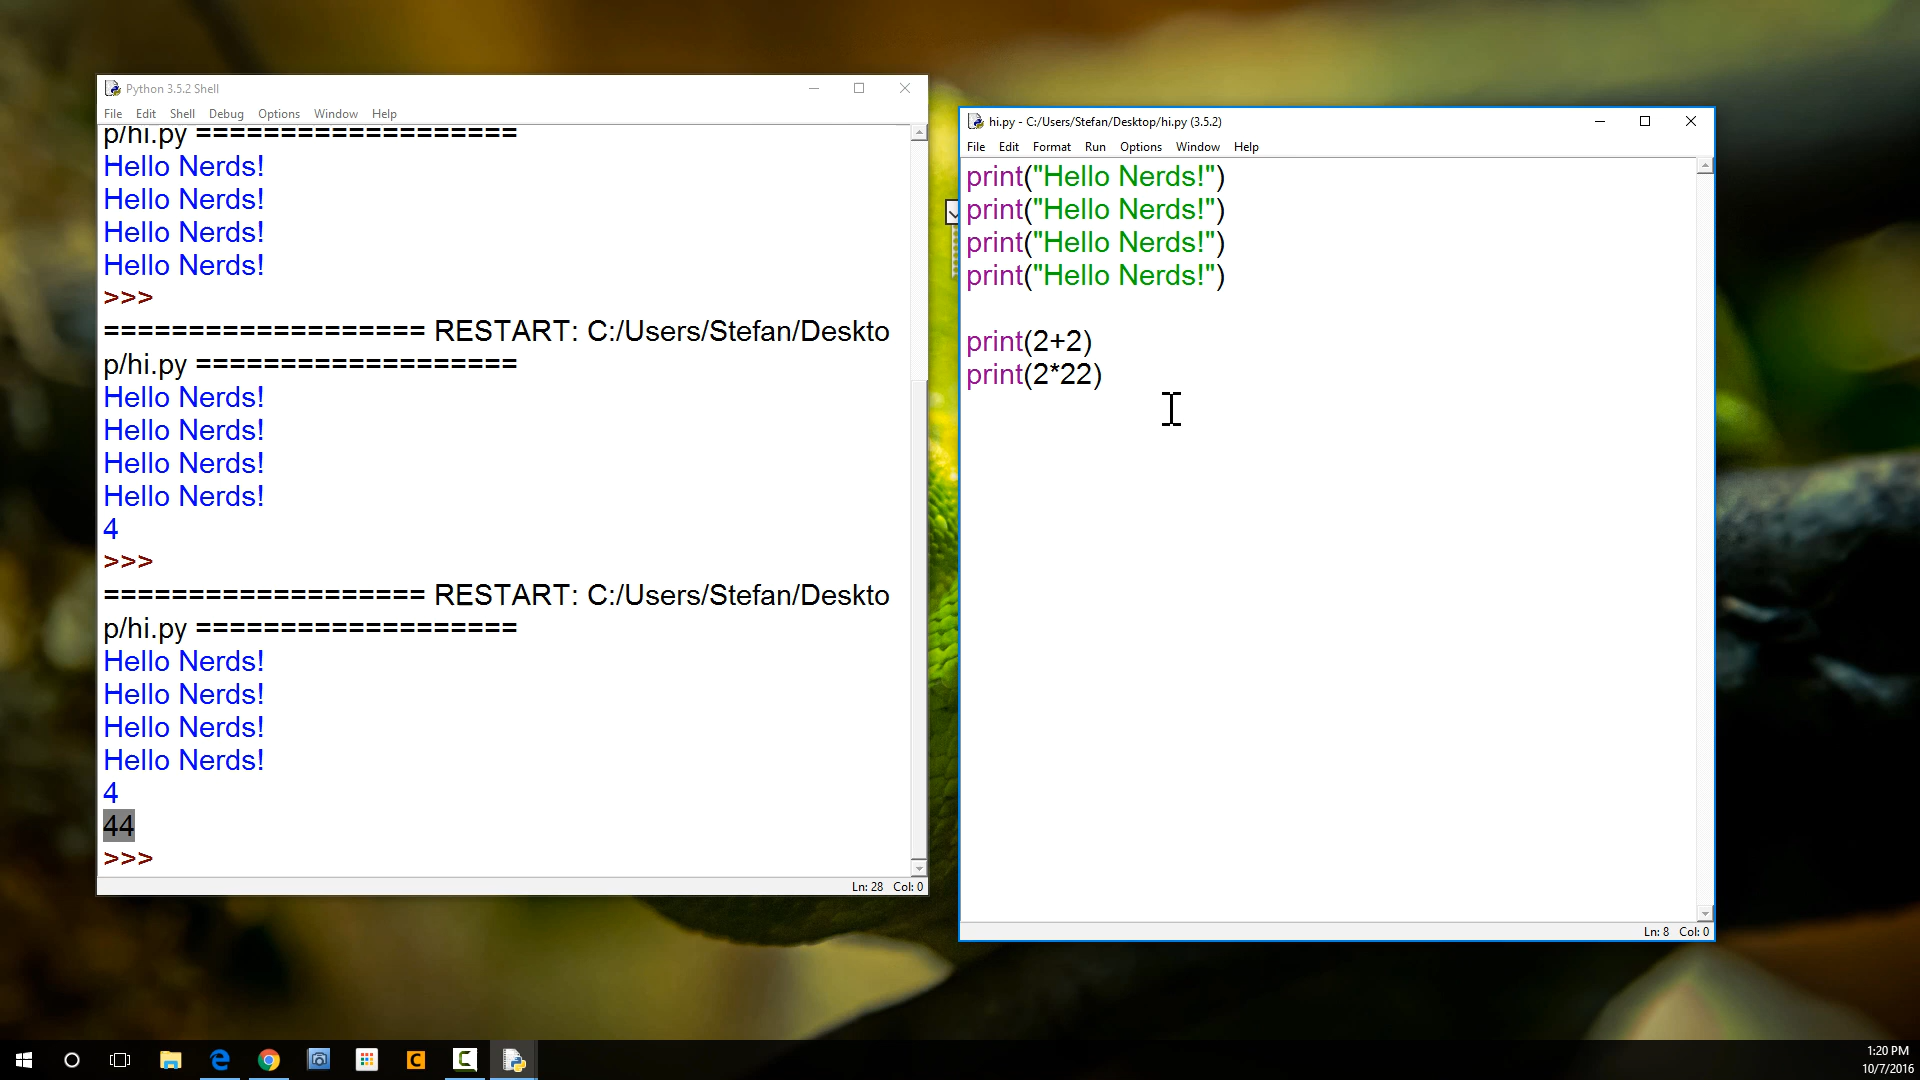 Python 3.5.2 Shell
File Edit Shell Debug Options Window Help
p/hi.py ===================
Hello Nerds!
Hello Nerds!
Hello Nerds!
Hello Nerds!
>>>
=================== RESTART: C:/Users/Stefan/Deskto
p/hi.py ===================
Hello Nerds!
Hello Nerds!
Hello Nerds!
Hello Nerds!
4
>>>
=================== RESTART: C:/Users/Stefan/Deskto
p/hi.py ===================
Hello Nerds!
Hello Nerds!
Hello Nerds!
Hello Nerds!
4
44
>>>
Ln: 28 Col: 0
hi.py - C:/Users/Stefan/Desktop/hi.py (3.5.2)
File Edit Format Run Options Window Help
print("Hello Nerds!")
print("Hello Nerds!")
print("Hello Nerds!")
print("Hello Nerds!")
print(2+2)
print(2*22)
Ln: 8 Col: 0
C
C
1:20 PM
10/7/2016